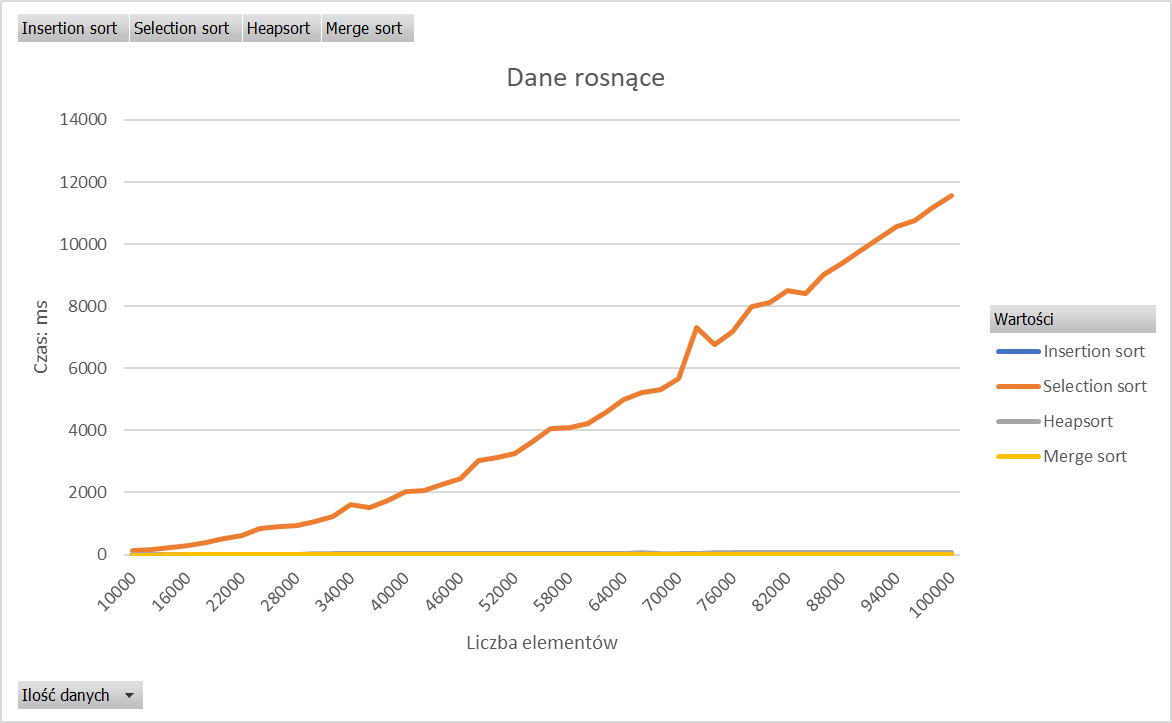 Insertion sort Selection sort Heapsort Merge sort
Dane rosnące
14000
12000
10000
8000
6000
4000
2000
0
Czas: ms
10000 16000 22000 28000 34000 40000 46000 52000 58000 64000 70000 76000 82000 88000 94000 100000
Liczba elementów
Wartości
Insertion sort
Selection sort
Heapsort
Merge sort
Ilość danych